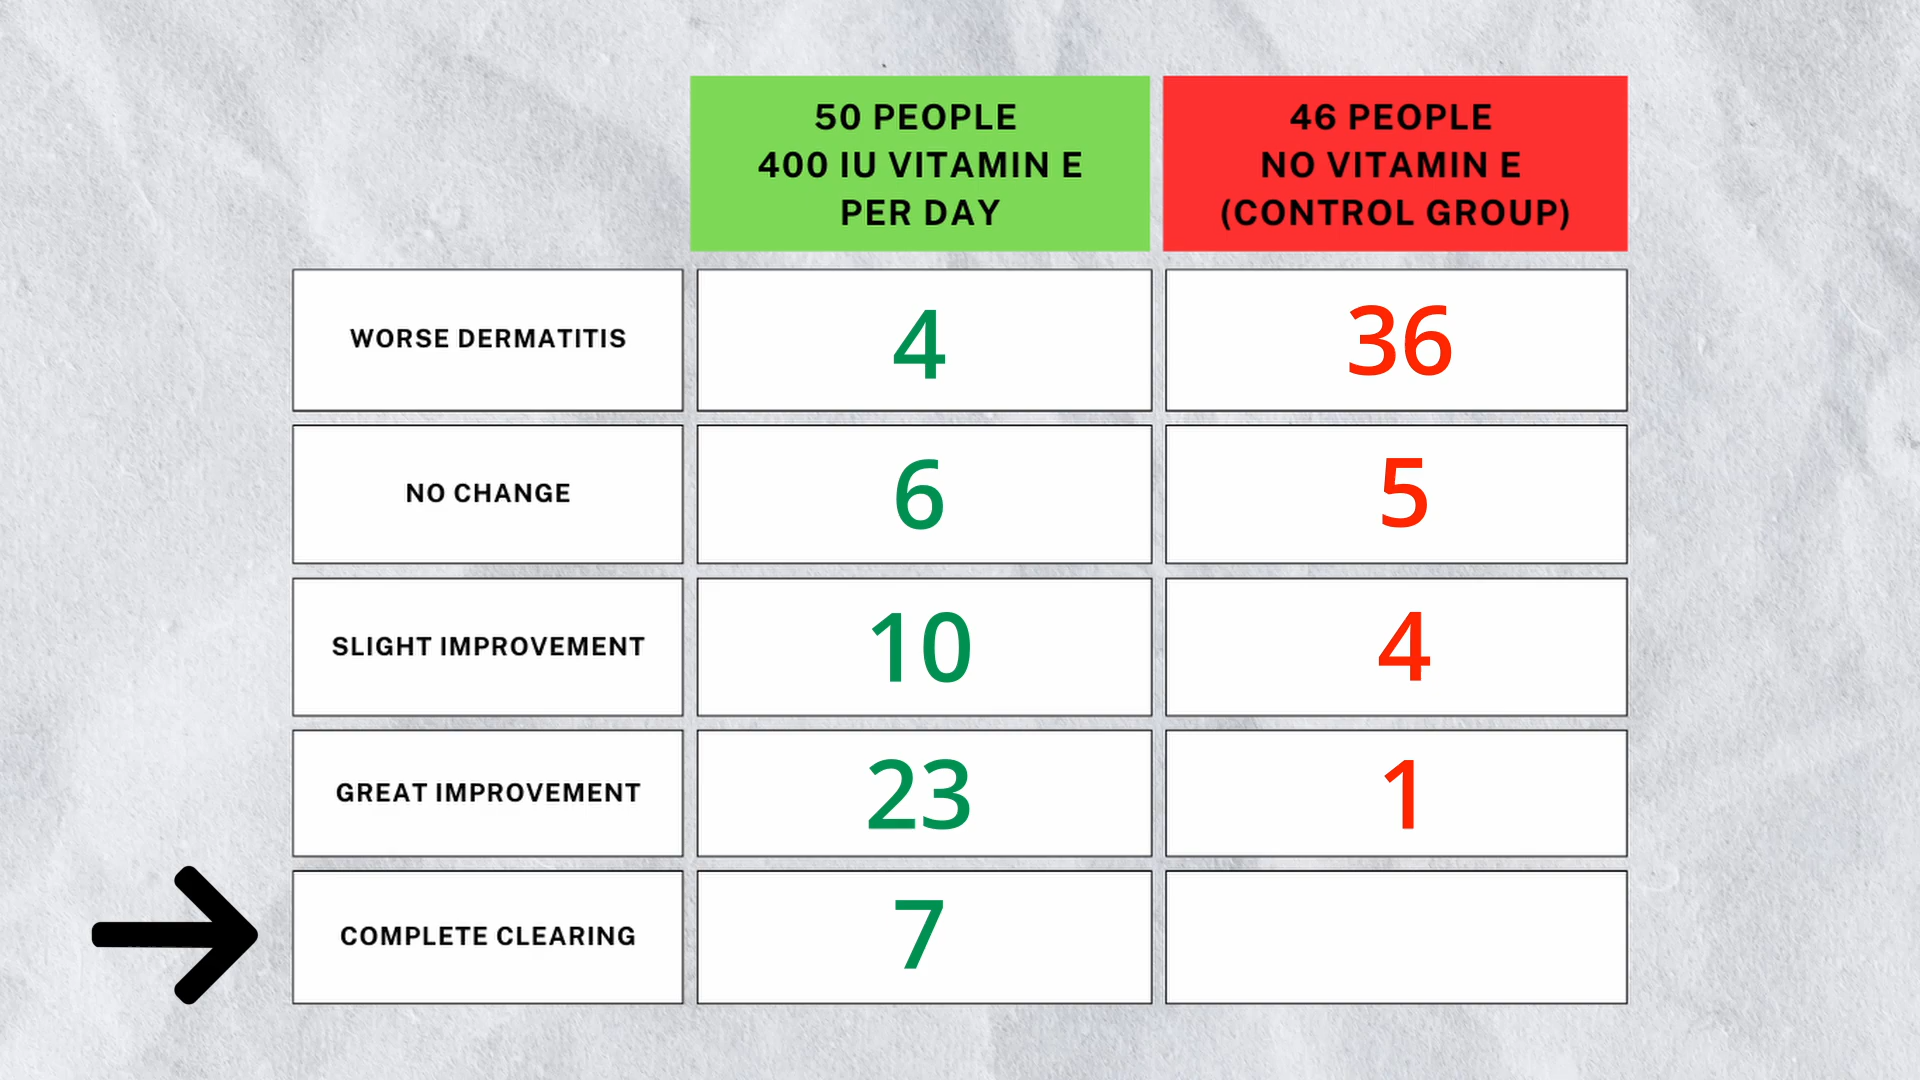 50 PEOPLE
400 IU VITAMIN E
PER DAY
46 PEOPLE
NO VITAMIN E
(CONTROL GROUP)
WORSE DERMATITIS
4
36
NO CHANGE
6
5
SLIGHT IMPROVEMENT
10
4
GREAT IMPROVEMENT
23
1
COMPLETE CLEARING
7